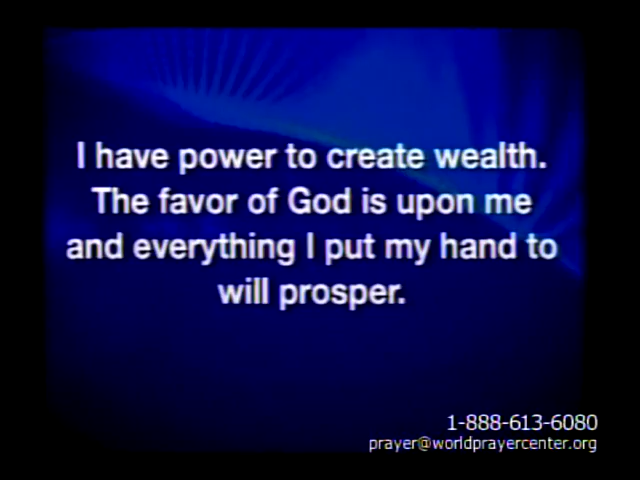 I have power to create wealth.
The favor of God is upon me
and everything I put my hand to
will prosper.
1-888-613-6080
prayer@worldprayercenter.org